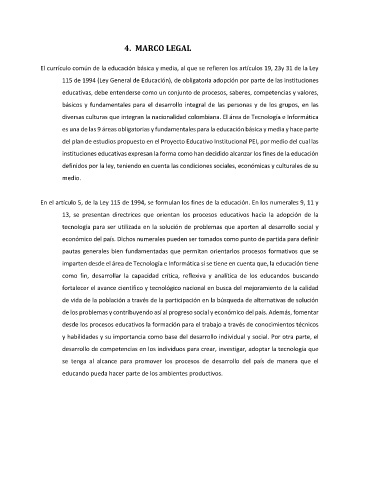 4. MARCO LEGAL
El currículo común de la educación básica y media, al que se refieren los artículos 19, 23y 31 de la Ley
115 de 1994 (Ley General de Educación), de obligatoria adopción por parte de las instituciones
educativas, debe entenderse como un conjunto de procesos, saberes, competencias y valores,
básicos y fundamentales para el desarrollo integral de las personas y de los grupos, en las
diversas culturas que integran la nacionalidad colombiana. El área de Tecnología e Informática
es una de las 9 áreas obligatorias y fundamentales para la educación básica y media y hace parte
del plan de estudios propuesto en el Proyecto Educativo Institucional PEI, por medio del cual las
instituciones educativas expresan la forma como han decidido alcanzar los fines de la educación
definidos por la ley, teniendo en cuenta las condiciones sociales, económicas y culturales de su
medio.
En el artículo 5, de la Ley 115 de 1994, se formulan los fines de la educación. En los numerales 9, 11 y
13, se presentan directrices que orientan los procesos educativos hacia la adopción de la
tecnología para ser utilizada en la solución de problemas que aporten al desarrollo social y
económico del país. Dichos numerales pueden ser tomados como punto de partida para definir
pautas generales bien fundamentadas que permitan orientarlos procesos formativos que se
imparten desde el área de Tecnología e Informática si se tiene en cuenta que, la educación tiene
como fin, desarrollar la capacidad crítica, reflexiva y analítica de los educandos buscando
fortalecer el avance científico y tecnológico nacional en busca del mejoramiento de la calidad
de vida de la población a través de la participación en la búsqueda de alternativas de solución
de los problemas y contribuyendo así al progreso social y económico del país. Además, fomentar
desde los procesos educativos la formación para el trabajo a través de conocimientos técnicos
y habilidades y su importancia como base del desarrollo individual y social. Por otra parte, el
desarrollo de competencias en los individuos para crear, investigar, adoptar la tecnología que
se tenga al alcance para promover los procesos de desarrollo del país de manera que el
educando pueda hacer parte de los ambientes productivos.